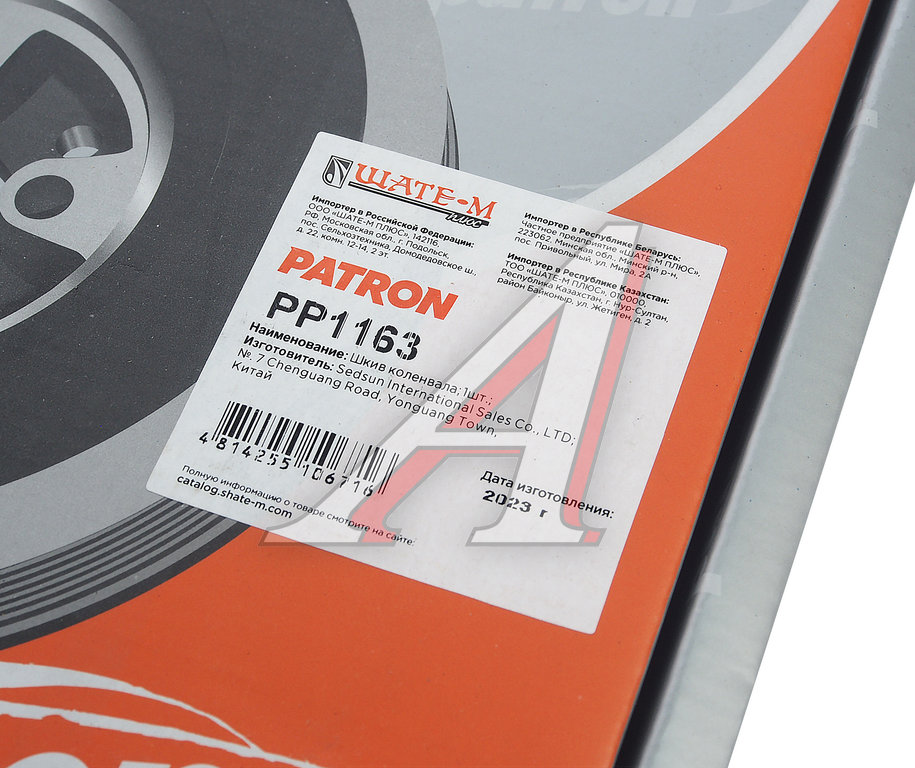 patron
ШАТЕ-М
ПЛЮС
Импортер в Российской Федерации:
ООО «ШАТЕ-М ПЛЮС», 142116,
РФ, Московская обл., г. Подольск,
пос. Сельхозтехника, Домодедовское ш.,
д. 22, комн. 12-14, 2 эт.
Импортер в Республике Беларусь:
Частное предприятие «ШАТЕ-М ПЛЮС»,
223062, Минская обл., Минский р-н,
пос. Привольный, ул. Мира, 2А
Импортер в Республике Казахстан:
ТОО «ШАТЕ-М ПЛЮС», 010000,
Республика Казахстан, г. Нур-Султан,
район Байконыр, ул. Жетиген, д. 2
PATRON
PP1163
Наименование: Шкив коленвала; 1шт.;
Изготовитель: Sedsun International Sales Co., LTD;
№. 7 Chenguang Road, Yonguang Town,
Китай
4 814255 106716
Полную информацию о товаре смотрите на сайте:
catalog.shate-m.com
Дата изготовления:
2023 г